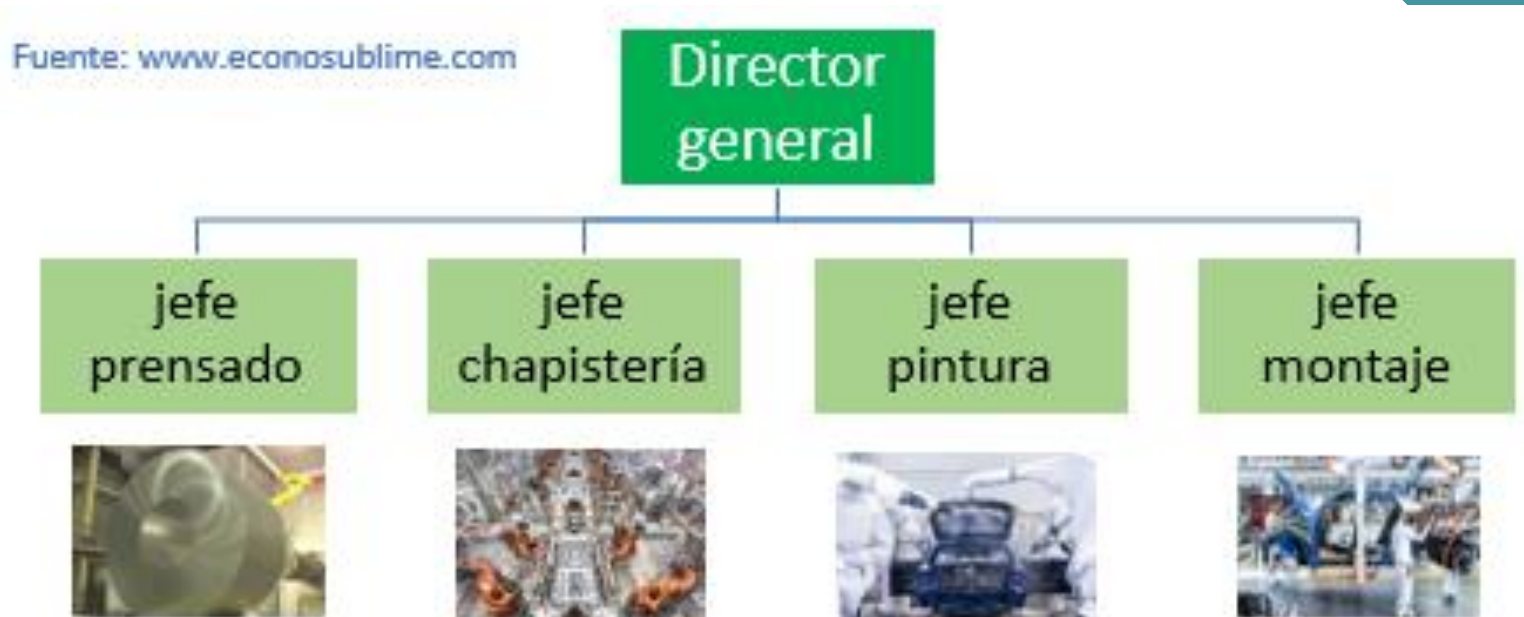 Fuente: www.econosublime.com
Director
general
jefe
prensado
jefe
chapistería
jefe
pintura
jefe
montaje